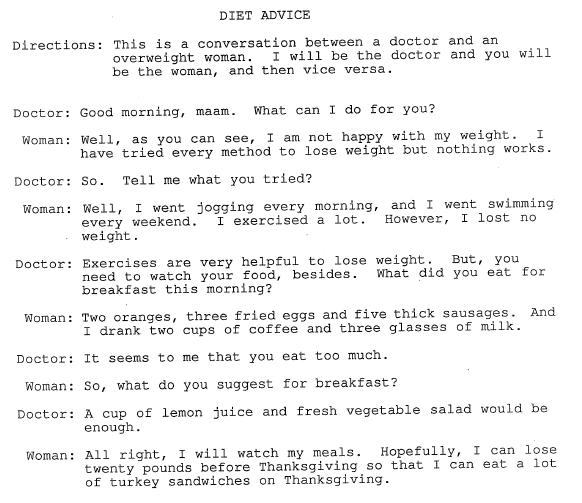 DIET ADVICE
Directions: This is a conversation between a doctor and an
overweight woman. I will be the doctor and you will
be the woman, and then vice versa.
Doctor: Good morning, maam. What can I do for you?
Woman: Well, as you can see, I am not happy with my weight. I
have tried every method to lose weight but nothing works.
Doctor: So. Tell me what you tried?
Woman: Well, I went jogging every morning, and I went swimming
every weekend. I exercised a lot. However, I lost no
weight.
Doctor: Exercises are very helpful to lose weight. But, you
need to watch your food, besides. What did you eat for
breakfast this morning?
Woman: Two oranges, three fried eggs and five thick sausages. And
I drank two cups of coffee and three glasses of milk.
Doctor: It seems to me that you eat too much.
Woman: So, what do you suggest for breakfast?
Doctor: A cup of lemon juice and fresh vegetable salad would be
enough.
Woman: All right, I will watch my meals. Hopefully, I can lose
twenty pounds before Thanksgiving so that I can eat a lot
of turkey sandwiches on Thanksgiving.